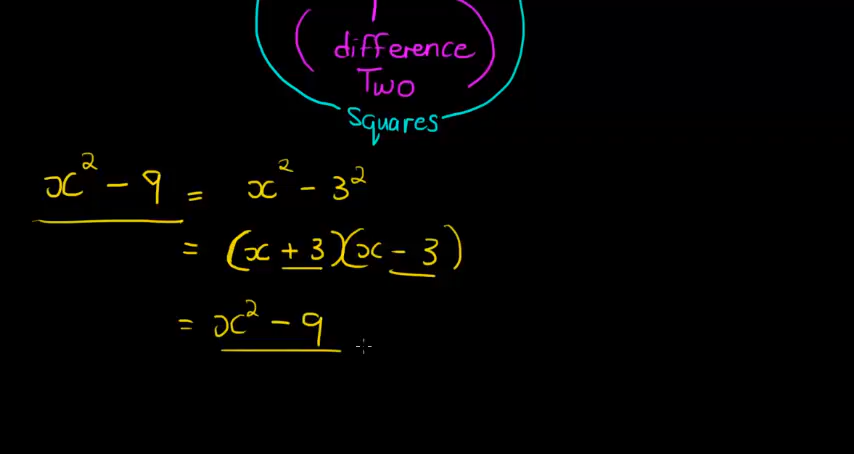 difference
Two
Squares
x² - 9 = x² - 3²
= (x + 3)(x - 3)
= x² - 9